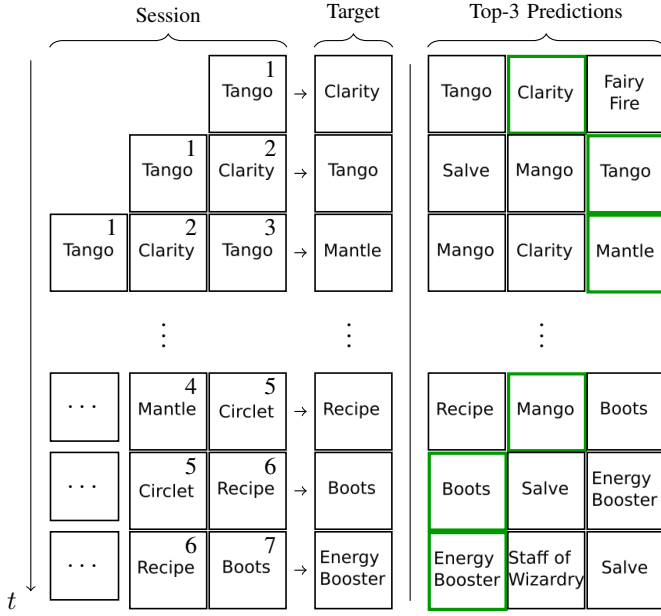 Session Target Top-3 Predictions
1
Tango → Clarity Tango Clarity Fairy
Fire
1 2
Tango Clarity → Tango Salve Mango Tango
1 2 3
Tango Clarity Tango → Mantle Mango Clarity Mantle
⋮ ⋮ ⋮
4 5
··· Mantle Circlet → Recipe Recipe Mango Boots
5 6
··· Circlet Recipe → Boots Boots Salve Energy
Booster
6 7
··· Recipe Boots → Energy
Booster Energy
Booster Staff of
Wizardry Salve
t